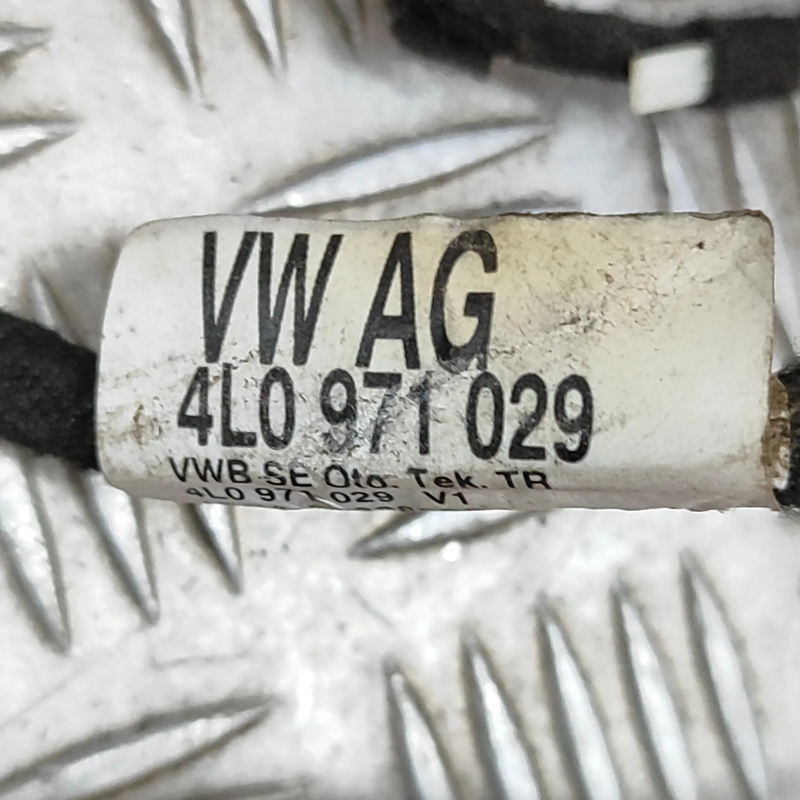 VW AG
4L0 971 029
VWB SE Oto. Tek. TR
4L0 971 029 V1